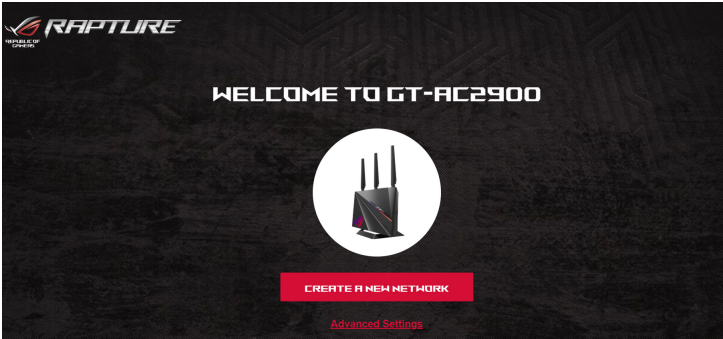 RAPTURE
REPUBLIC OF
GAMERS
WELCOME TO GT-AC2900
CREATE A NEW NETWORK
Advanced Settings